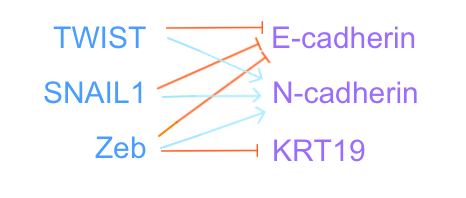 TWIST E-cadherin
SNAIL1 N-cadherin
Zeb KRT19